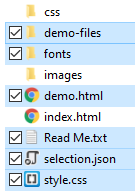 css
demo-files
fonts
images
demo.html
index.html
Read Me.txt
selection.json
style.css